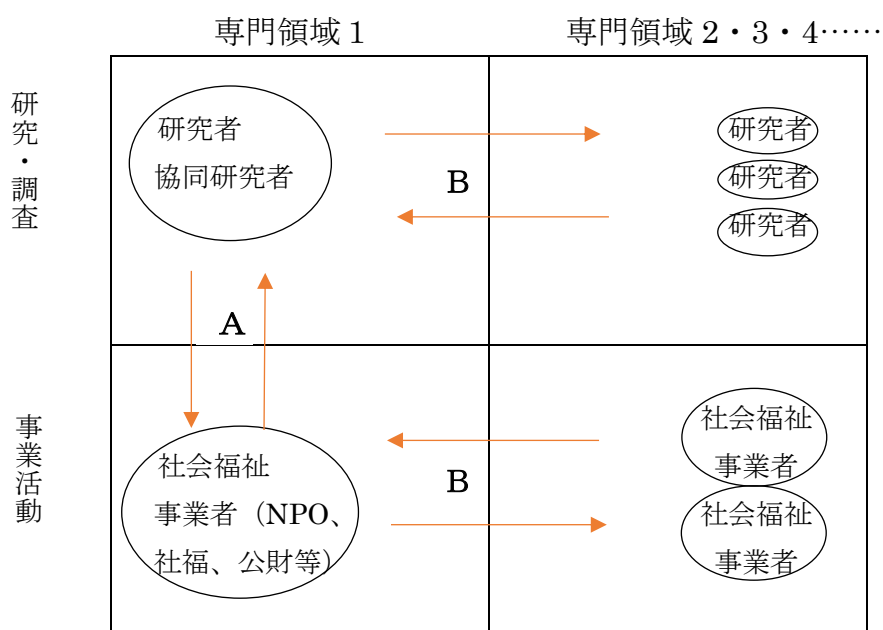 専門領域 1
専門領域 2・3・4……
研究・調査
研究者
協同研究者
B
研究者
研究者
研究者
A
事業活動
社会福祉
事業者（NPO、
社福、公財等）
B
社会福祉
事業者
社会福祉
事業者